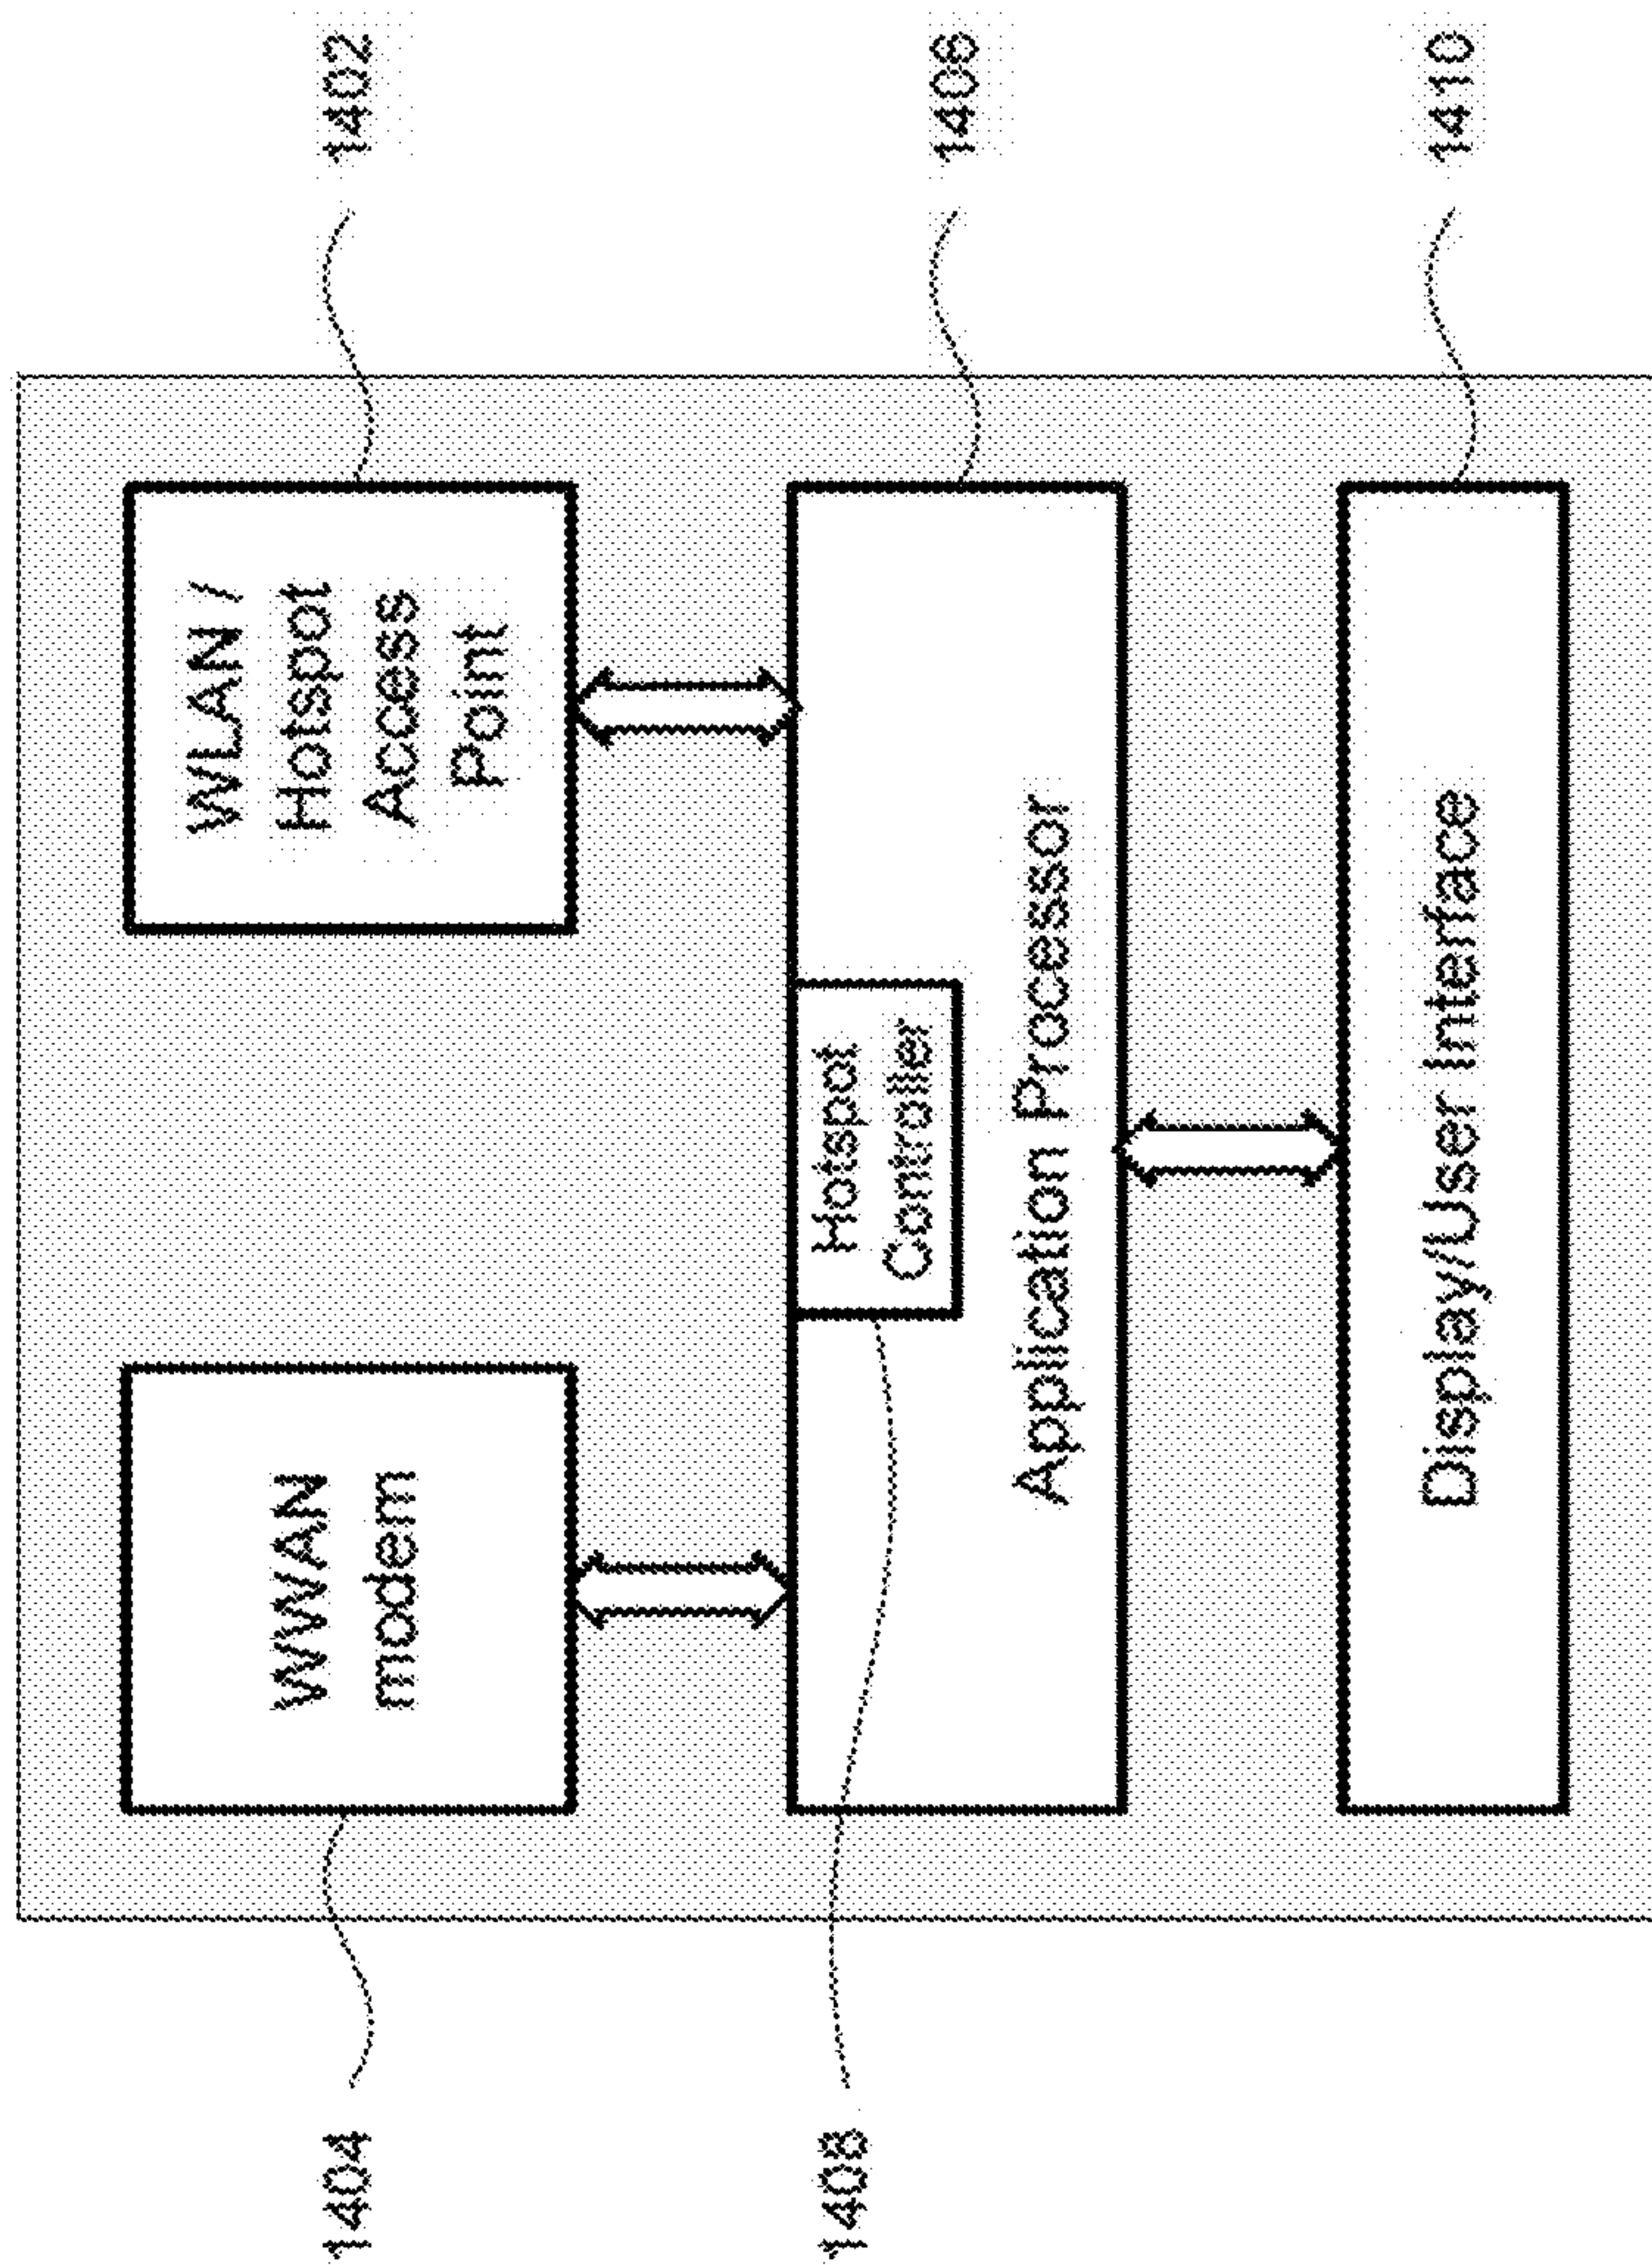 1404
WWAN
modem
WLAN /
Hotspot
Access
Point
1402
1408
Hotspot
Controller
Application Processor
1406
Display/User Interface
1410